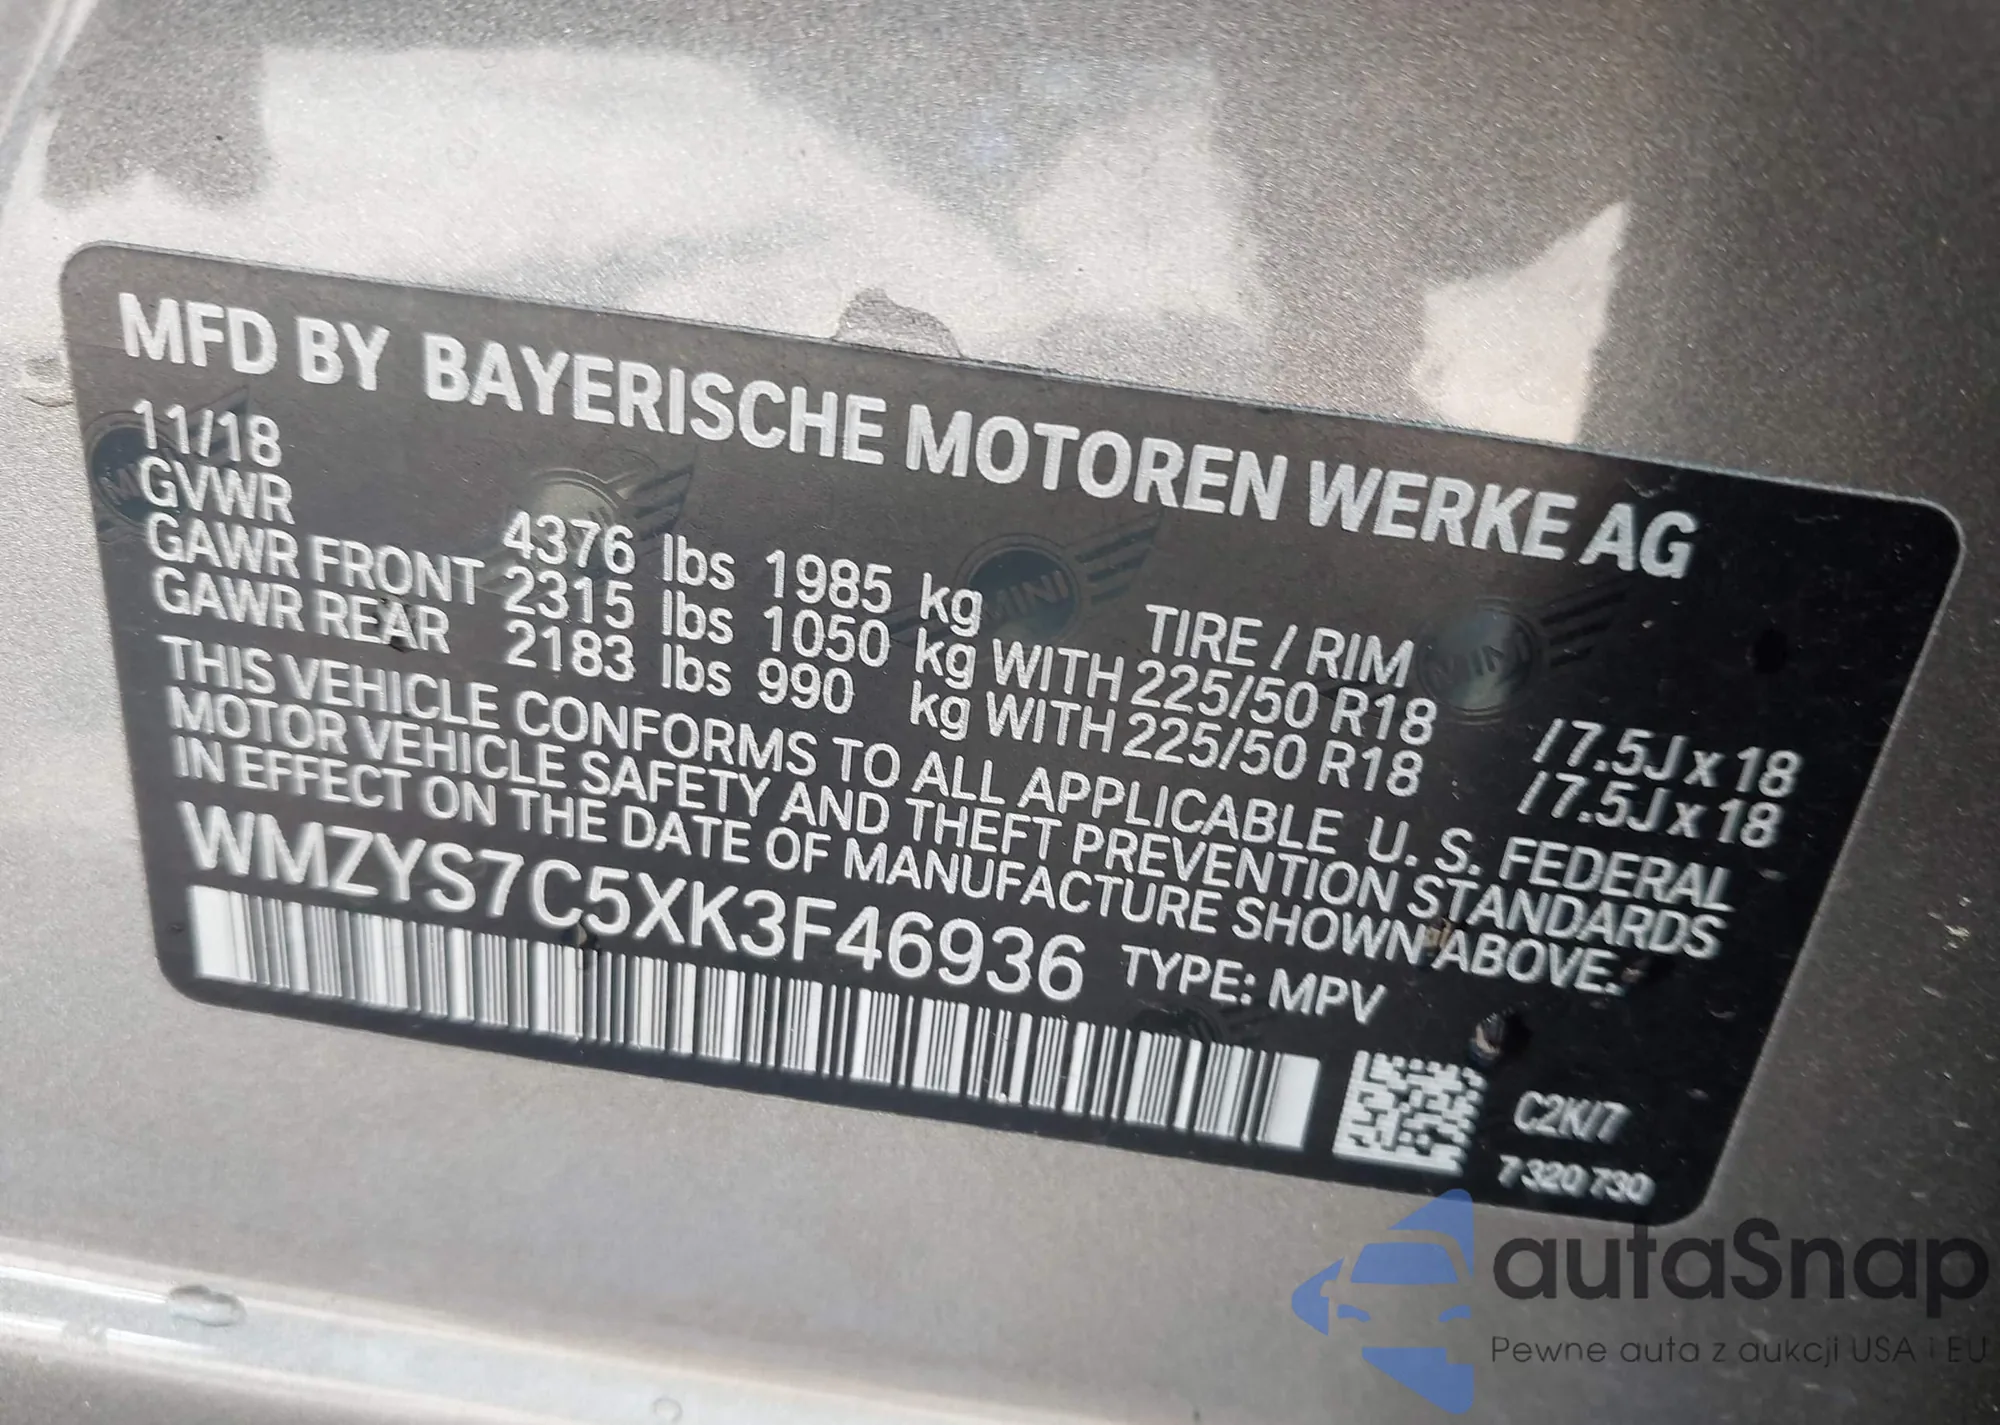 MFD BY BAYERISCHE MOTOREN WERKE AG
11/18
GVWR 4376 lbs 1985 kg TIRE / RIM
GAWR FRONT 2315 lbs 1050 kg WITH 225/50 R18 / 7.5J x 18
GAWR REAR 2183 lbs 990 kg WITH 225/50 R18 / 7.5J x 18
THIS VEHICLE CONFORMS TO ALL APPLICABLE U. S. FEDERAL
MOTOR VEHICLE SAFETY AND THEFT PREVENTION STANDARDS
IN EFFECT ON THE DATE OF MANUFACTURE SHOWN ABOVE.
WMZYS7C5XK3F46936 TYPE: MPV
C2K/7
7 320 730
MINI
MINI
autaSnap
Pewne auta z aukcji USA i EU